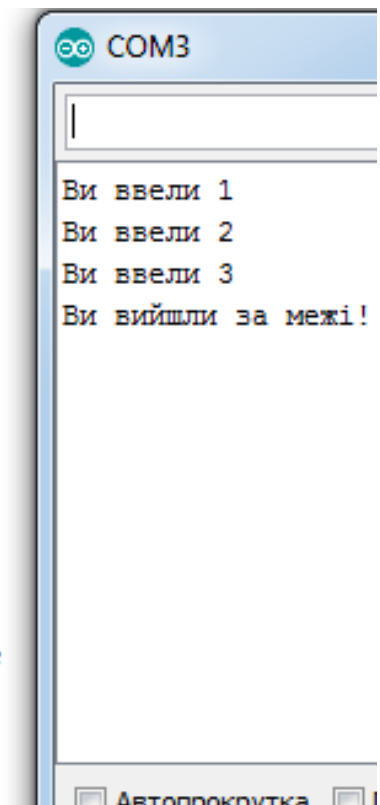 COM3
Ви ввели 1
Ви ввели 2
Ви ввели 3
Ви вийшли за межі!
Автопрокрутка